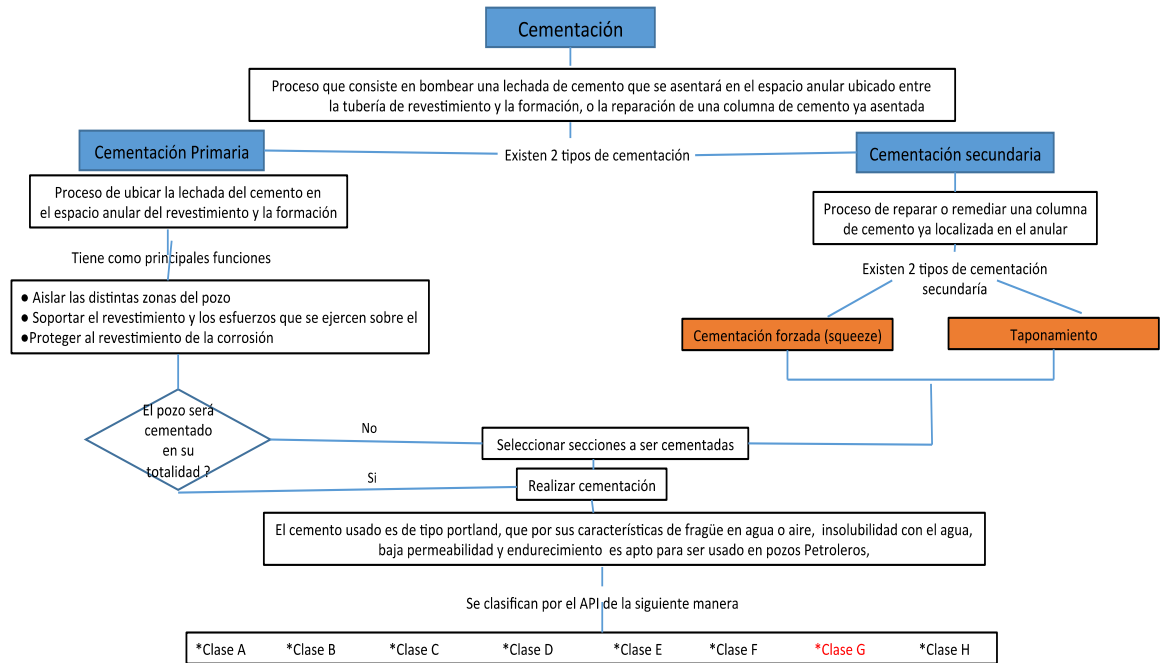 Cementación
Proceso que consiste en bombear una lechada de cemento que se asentará en el espacio anular ubicado entre
la tubería de revestimiento y la formación, o la reparación de una columna de cemento ya asentada
Existen 2 tipos de cementación
Cementación Primaria
Proceso de ubicar la lechada del cemento en
el espacio anular del revestimiento y la formación
Tiene como principales funciones
● Aislar las distintas zonas del pozo
● Soportar el revestimiento y los esfuerzos que se ejercen sobre el
●Proteger al revestimiento de la corrosión
El pozo será
cementado
en su
totalidad ?
No
Si
Cementación secundaria
Proceso de reparar o remediar una columna
de cemento ya localizada en el anular
Existen 2 tipos de cementación
secundaría
Cementación forzada (squeeze)
Taponamiento
Seleccionar secciones a ser cementadas
Realizar cementación
El cemento usado es de tipo portland, que por sus características de fragüe en agua o aire, insolubilidad con el agua,
baja permeabilidad y endurecimiento es apto para ser usado en pozos Petroleros,
Se clasifican por el API de la siguiente manera
*Clase A *Clase B *Clase C *Clase D *Clase E *Clase F *Clase G *Clase H